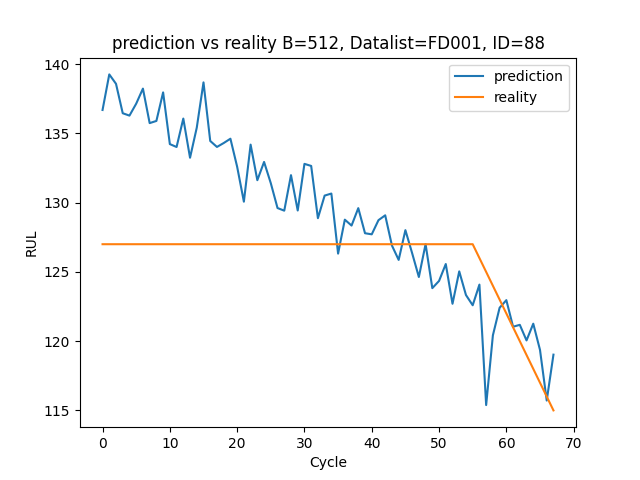 prediction vs reality B=512, Datalist=FD001, ID=88
140
135
130
125
120
115
RUL
prediction
reality
0 10 20 30 40 50 60 70
Cycle